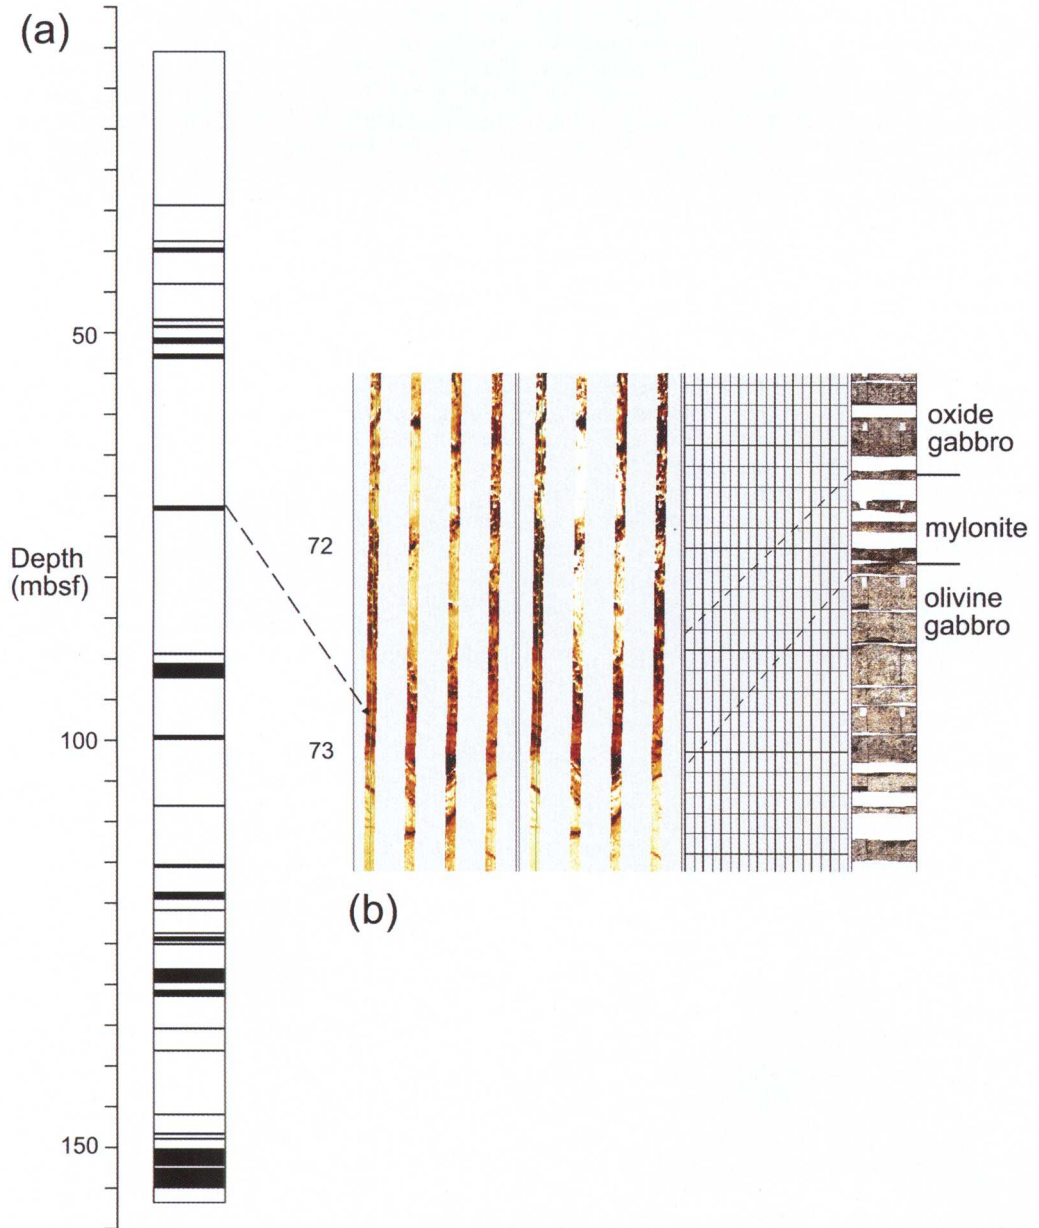 (a)
50
Depth
(mbsf)
100
150
72
73
oxide
gabbro
mylonite
olivine
gabbro
(b)